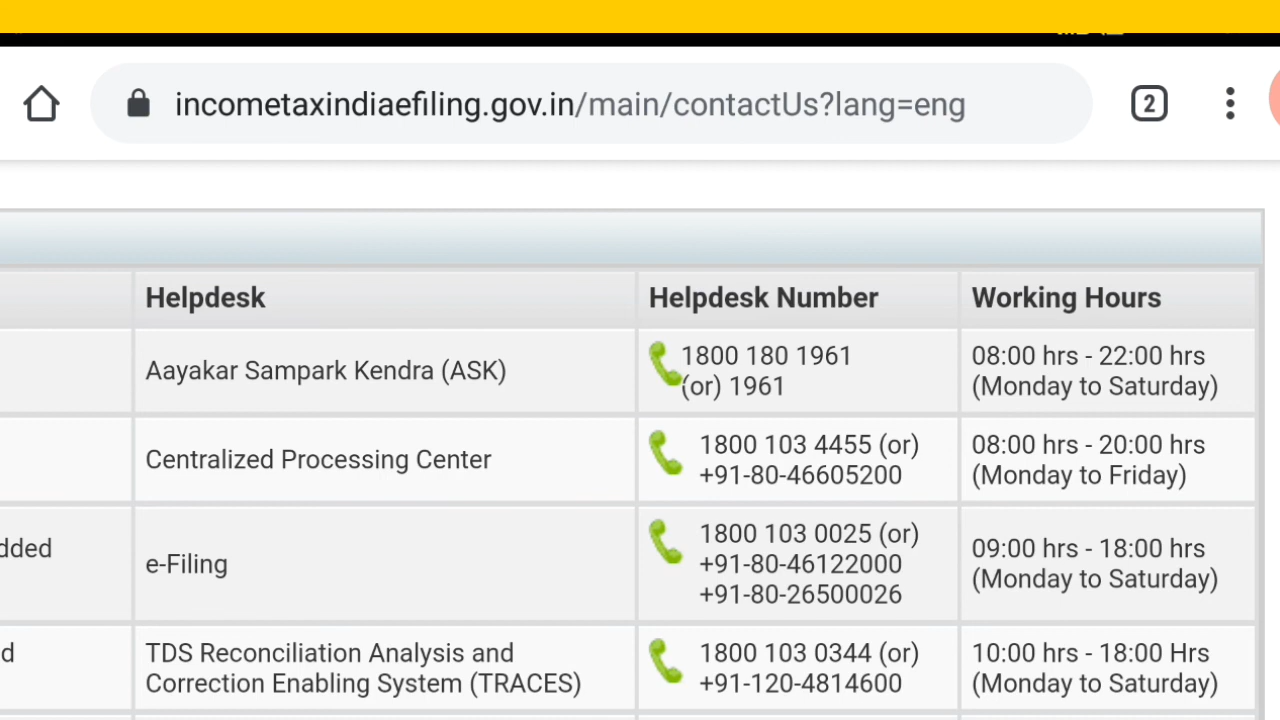 incometaxindiaefiling.gov.in/main/contactUs?lang=eng
2
Helpdesk
Helpdesk Number
Working Hours
Aayakar Sampark Kendra (ASK)
1800 180 1961
(or) 1961
08:00 hrs - 22:00 hrs
(Monday to Saturday)
Centralized Processing Center
1800 103 4455 (or)
+91-80-46605200
08:00 hrs - 20:00 hrs
(Monday to Friday)
dded
e-Filing
1800 103 0025 (or)
+91-80-46122000
+91-80-26500026
09:00 hrs - 18:00 hrs
(Monday to Saturday)
d
TDS Reconciliation Analysis and
Correction Enabling System (TRACES)
1800 103 0344 (or)
+91-120-4814600
10:00 hrs - 18:00 Hrs
(Monday to Saturday)